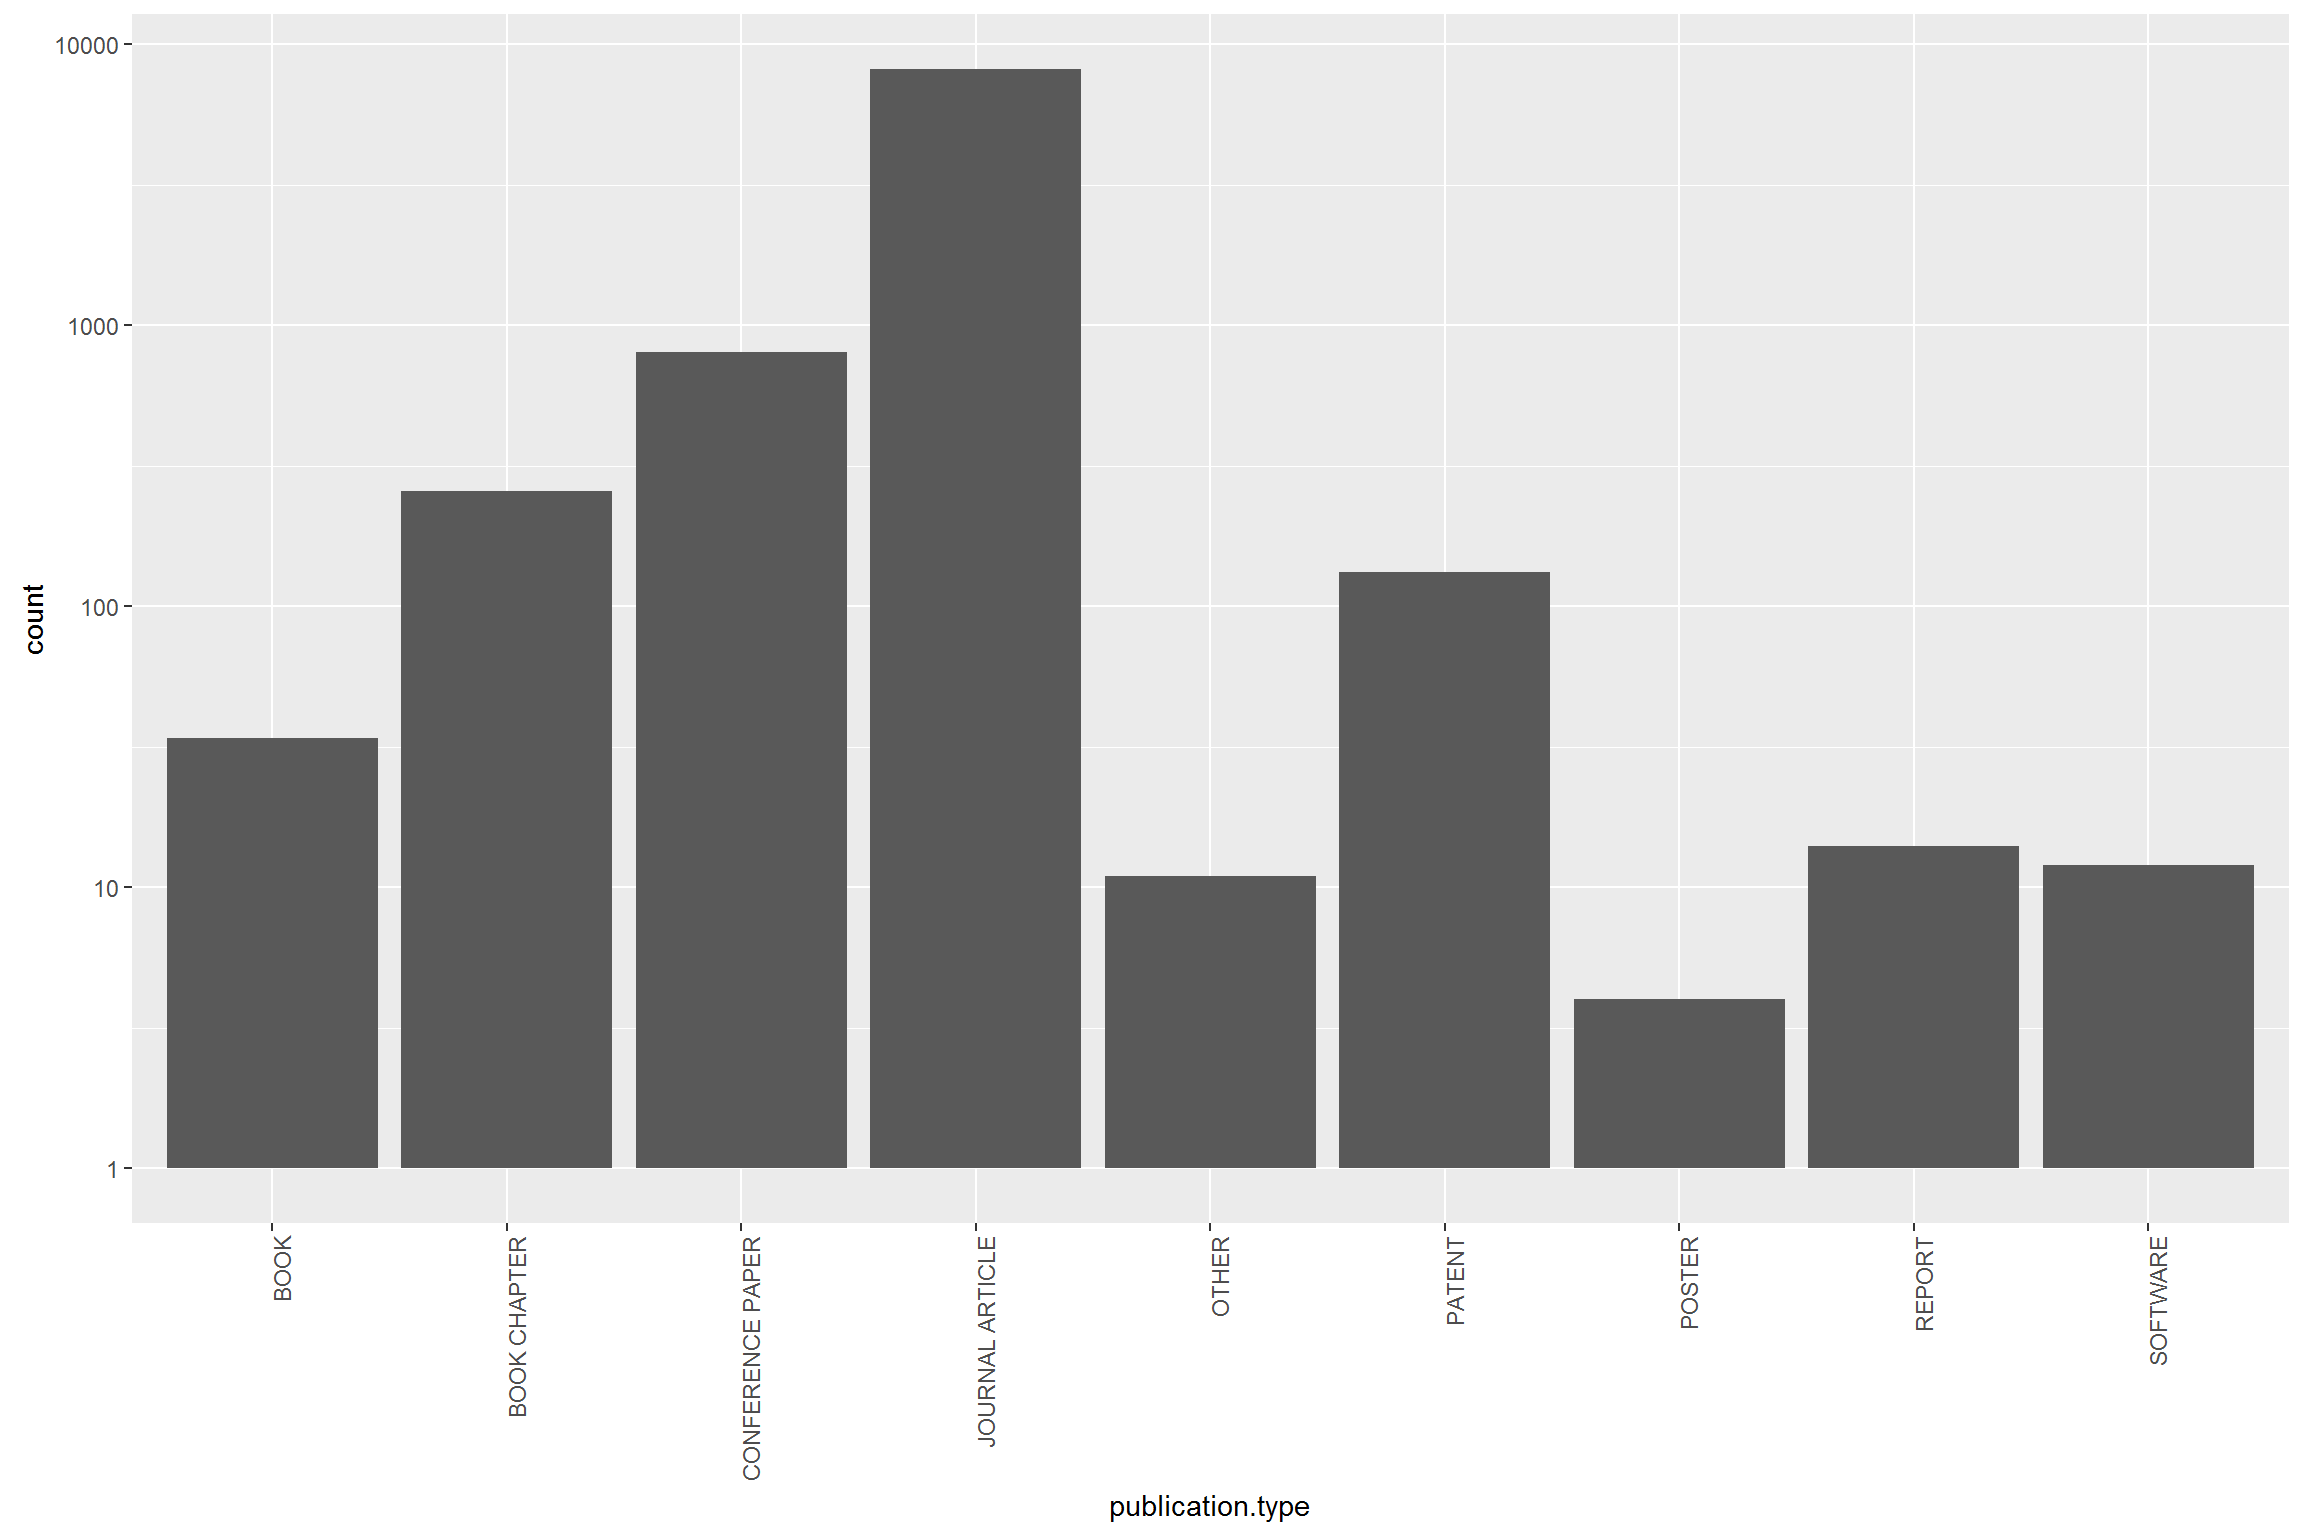 10000
1000
100
10
1
count
BOOK
BOOK CHAPTER
CONFERENCE PAPER
JOURNAL ARTICLE
OTHER
PATENT
POSTER
REPORT
SOFTWARE
publication.type